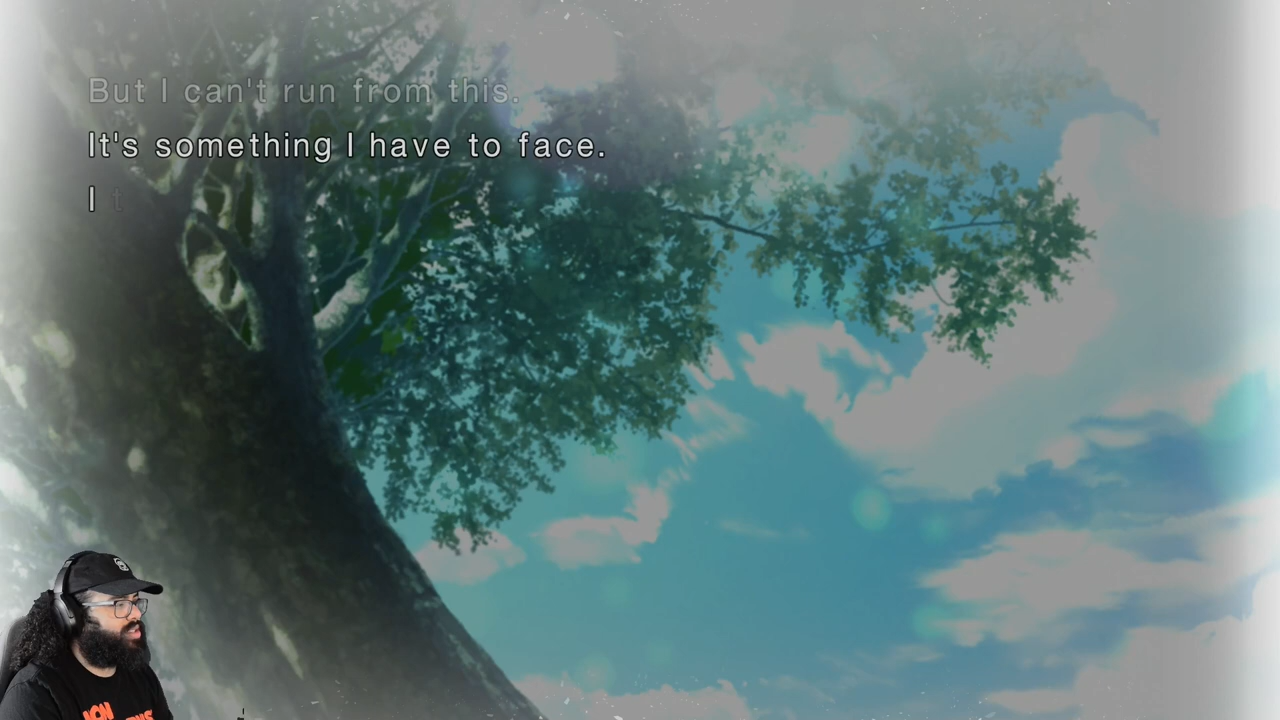 But I can't run from this.
It's something I have to face.
I t